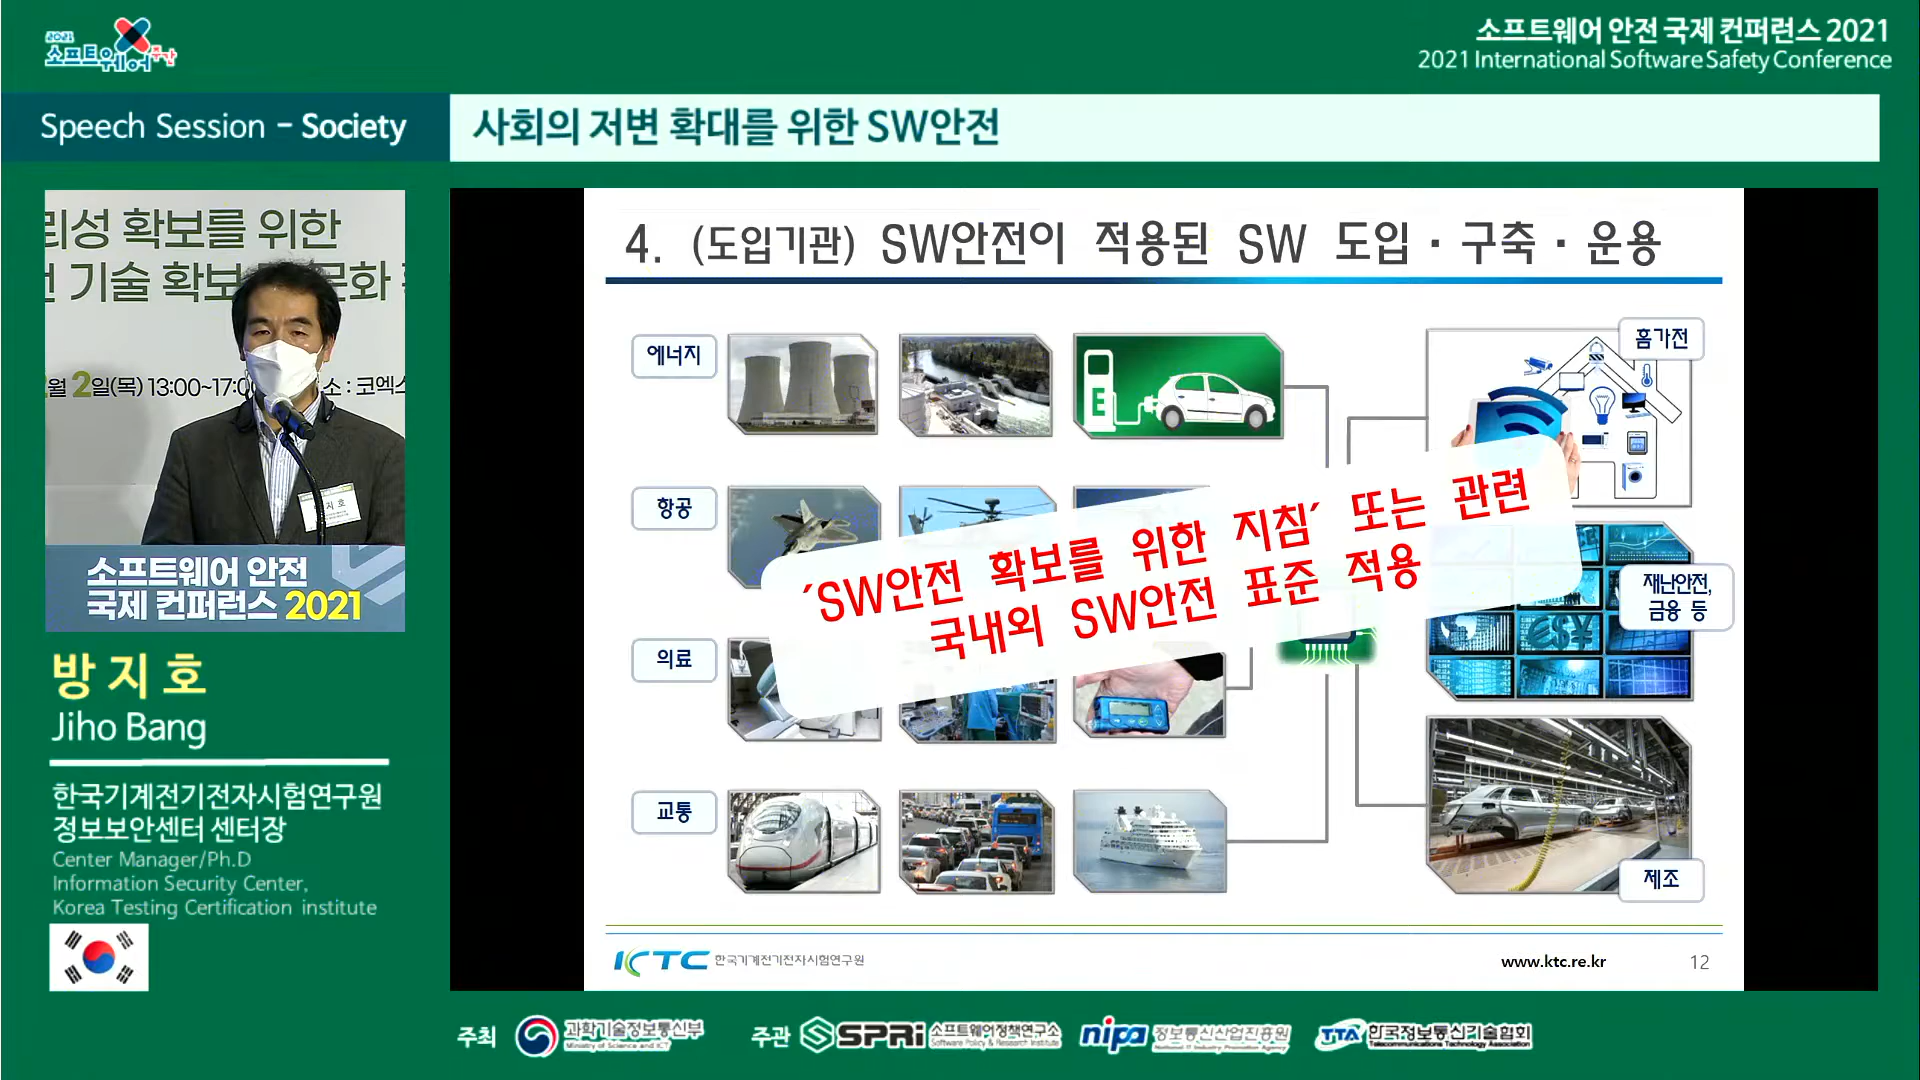 2021
소프트웨어주간
소프트웨어 안전 국제 컨퍼런스 2021
2021 International Software Safety Conference
Speech Session - Society
사회의 저변 확대를 위한 SW안전
리성 확보를 위한
전 기술 확보 문화
월 2일(목) 13:00~17:0 소 : 코엑스
지 호
소프트웨어 안전
국제 컨퍼런스 2021
방 지 호
Jiho Bang
한국기계전기전자시험연구원
정보보안센터 센터장
Center Manager/Ph.D
Information Security Center,
Korea Testing Certification institute
4. (도입기관) SW안전이 적용된 SW 도입·구축·운용
에너지
E
홈가전
항공
´SW안전 확보를 위한 지침´ 또는 관련
국내외 SW안전 표준 적용
재난안전,
금융 등
€$¥
의료
교통
제조
KTC 한국기계전기전자시험연구원
www.ktc.re.kr
12
주최
과학기술정보통신부
Ministry of Science and ICT
주관
SPRi 소프트웨어정책연구소
Software Policy & Research Institute
nipa 정보통신산업진흥원
National IT Industry Promotion Agency
TTA 한국정보통신기술협회
Telecommunications Technology Association